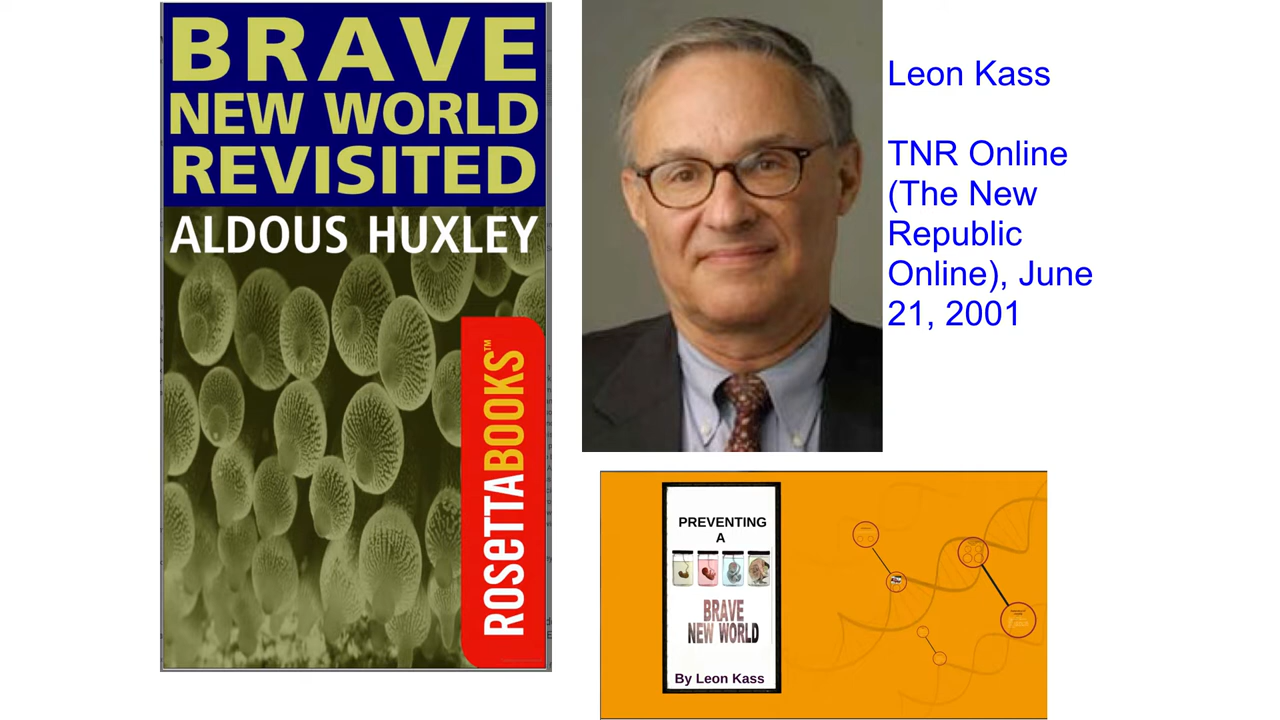 BRAVE
NEW WORLD
REVISITED
ALDOUS HUXLEY
ROSETTABOOKS™
Leon Kass
TNR Online
(The New
Republic
Online), June
21, 2001
PREVENTING
A
BRAVE
NEW WORLD
By Leon Kass